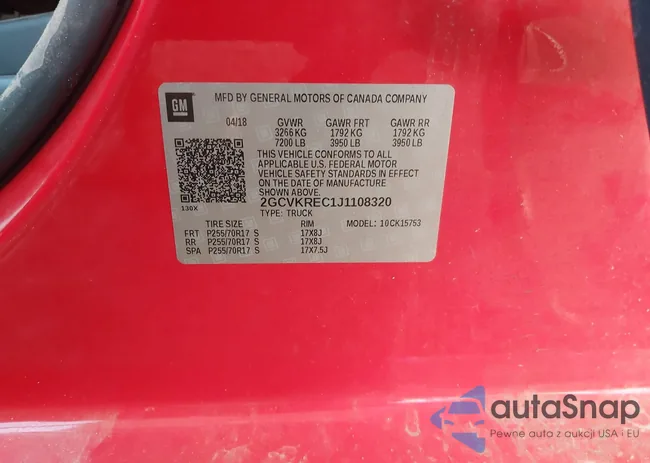 GM
MFD BY GENERAL MOTORS OF CANADA COMPANY
04/18 GVWR GAWR FRT GAWR RR
3266 KG 1792 KG 1792 KG
7200 LB 3950 LB 3950 LB
THIS VEHICLE CONFORMS TO ALL
APPLICABLE U.S. FEDERAL MOTOR
VEHICLE SAFETY STANDARDS IN EFFECT
ON THE DATE OF MANUFACTURE
SHOWN ABOVE.
130X
2GCVKREC1J1108320
TYPE: TRUCK
TIRE SIZE RIM MODEL: 10CK15753
FRT P255/70R17 S 17X8J
RR P255/70R17 S 17X8J
SPA P255/70R17 S 17X7.5J
autaSnap
Pewne auta z aukcji USA i EU